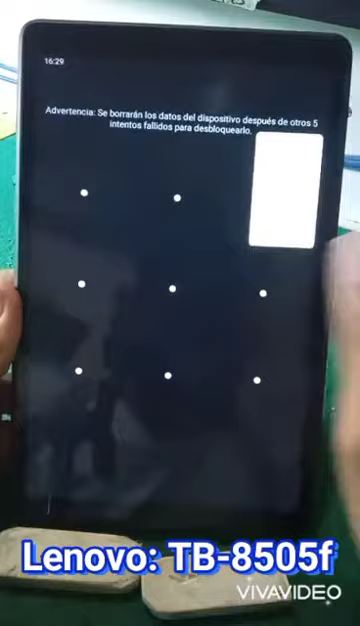 16:29
Advertencia: Se borrarán los datos del dispositivo después de otros 5
intentos fallidos para desbloquearlo.
Lenovo: TB-8505f
VIVAVIDEO